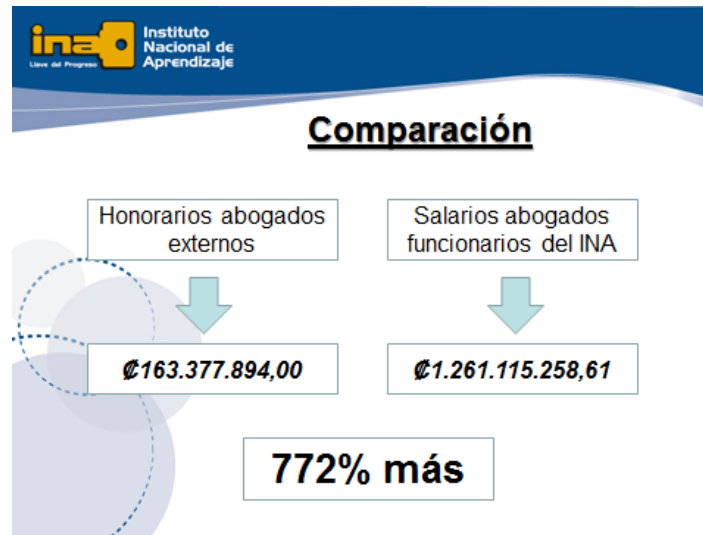 ina
Llave del Progreso
Instituto
Nacional de
Aprendizaje
Comparación
Honorarios abogados
externos
Salarios abogados
funcionarios del INA
₡163.377.894,00
₡1.261.115.258,61
772% más